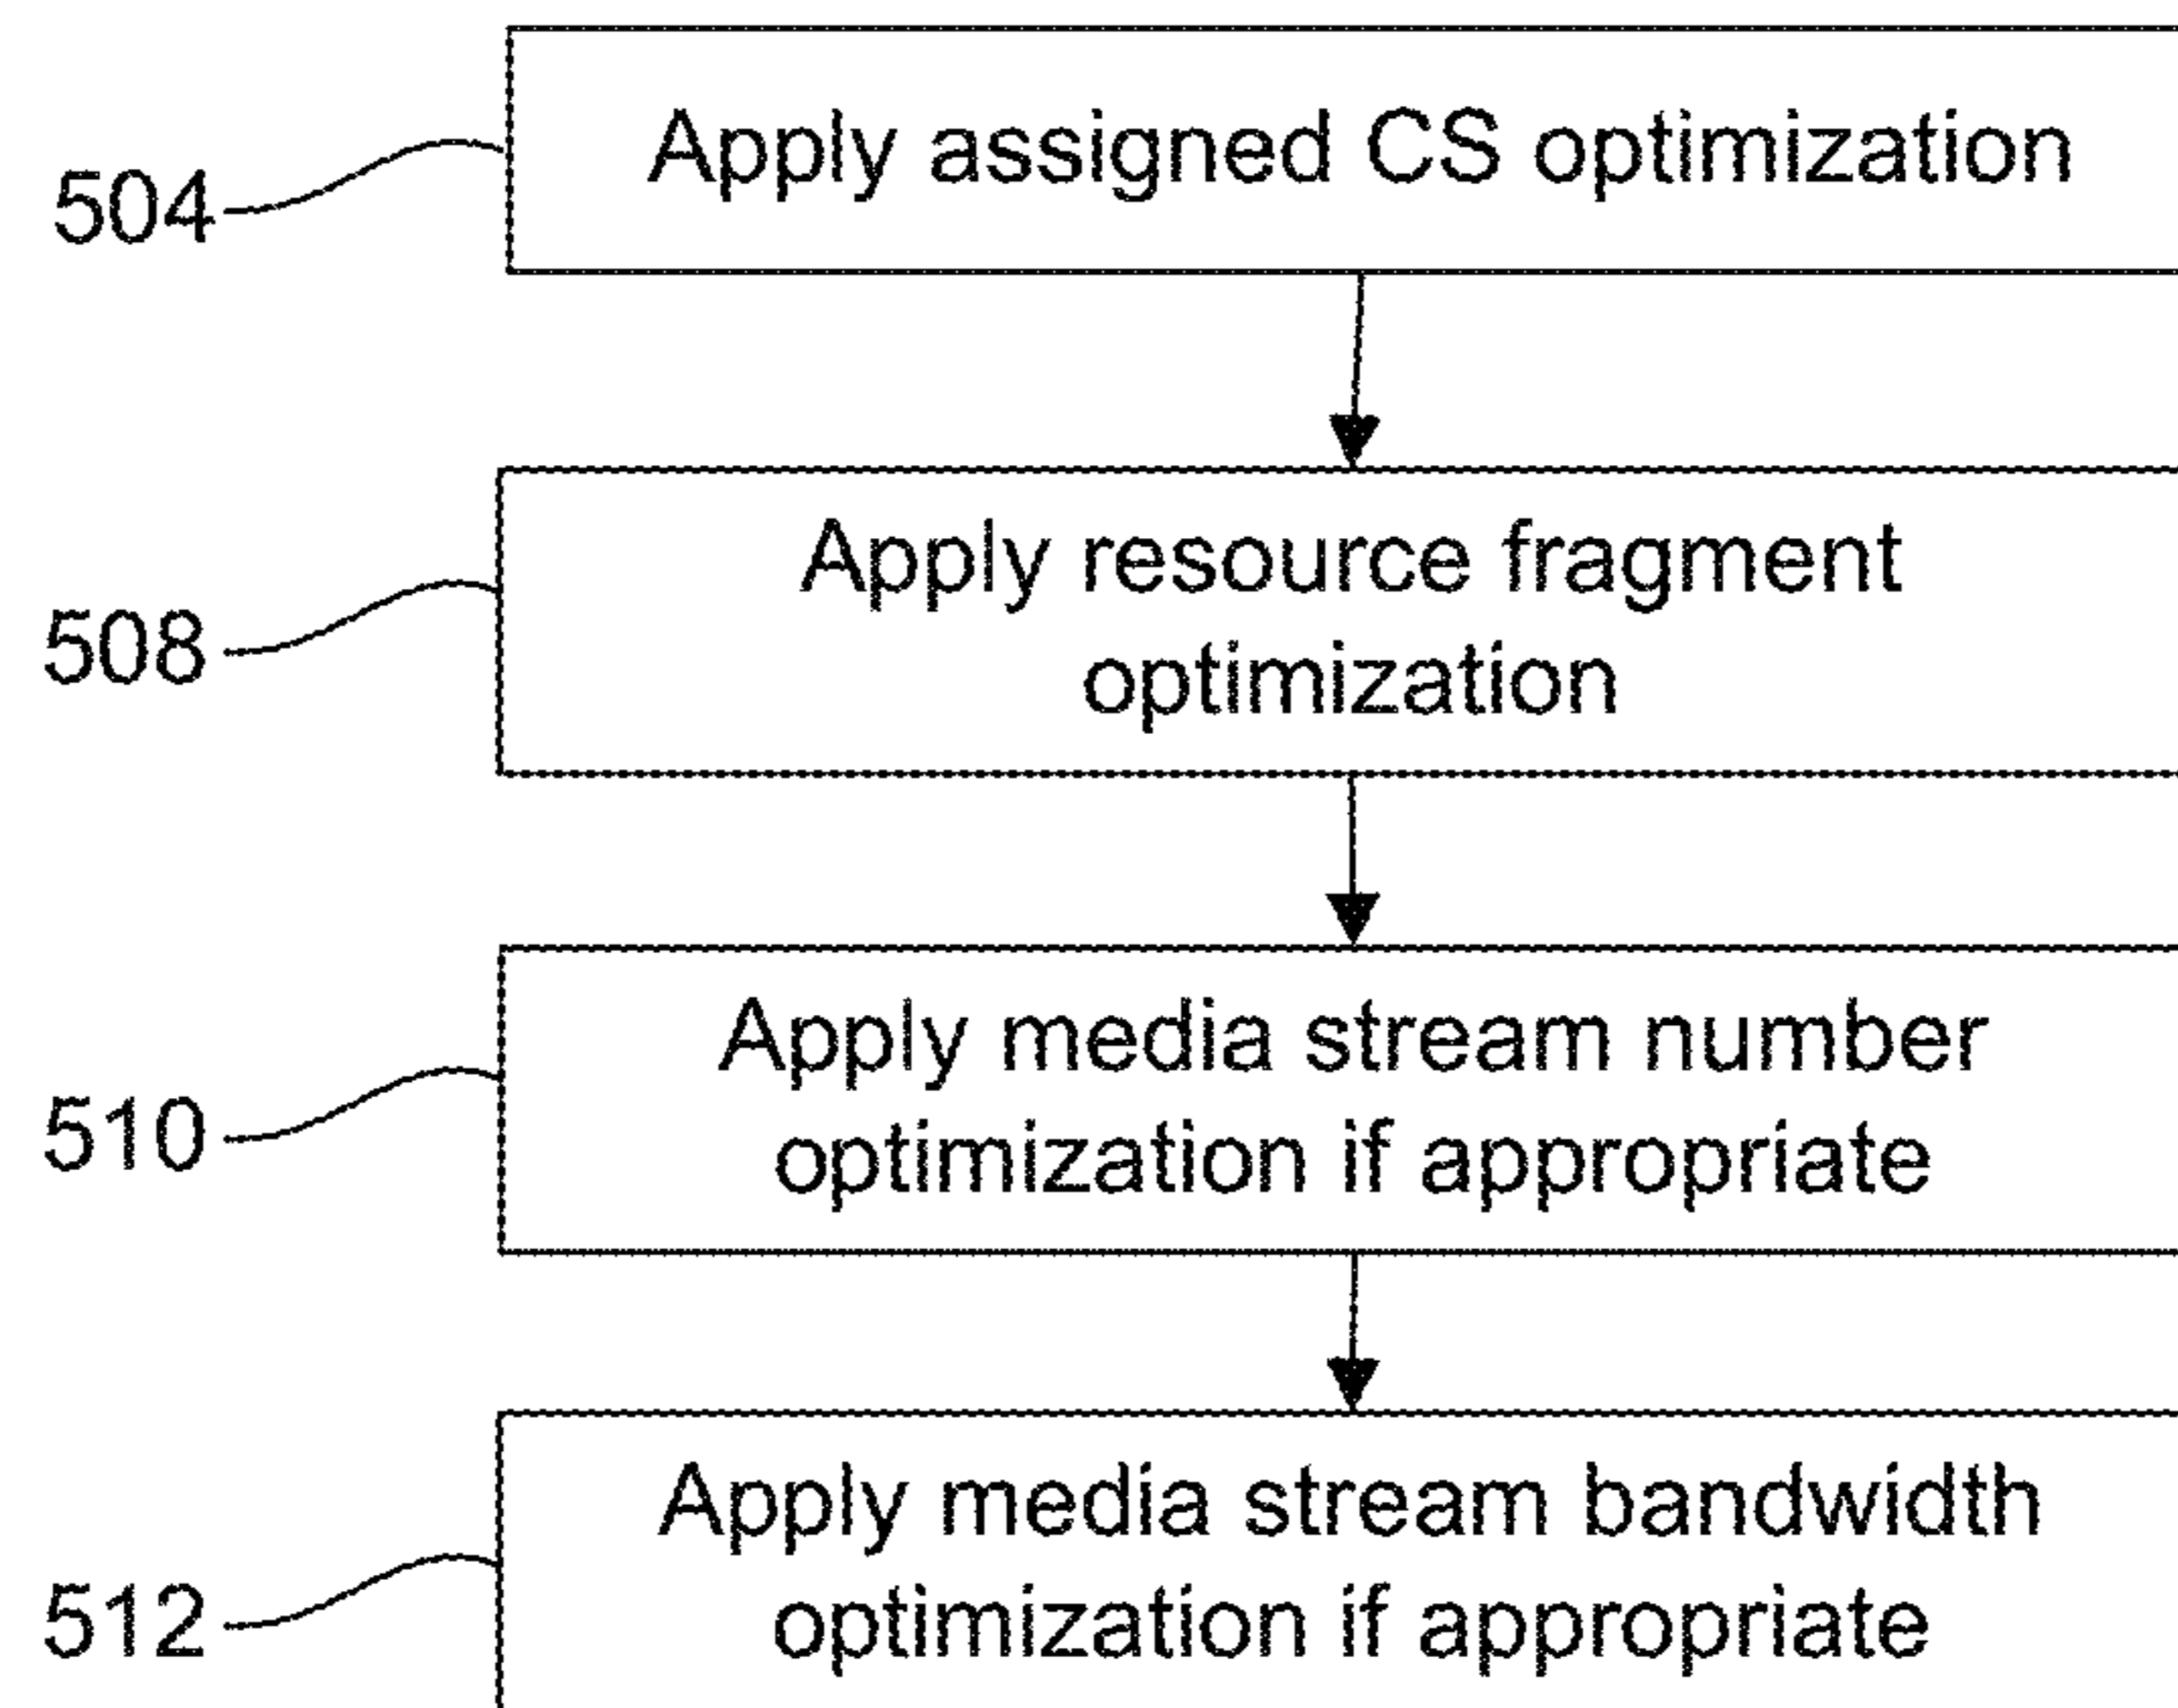 504
Apply assigned CS optimization
508
Apply resource fragment
optimization
510
Apply media stream number
optimization if appropriate
512
Apply media stream bandwidth
optimization if appropriate